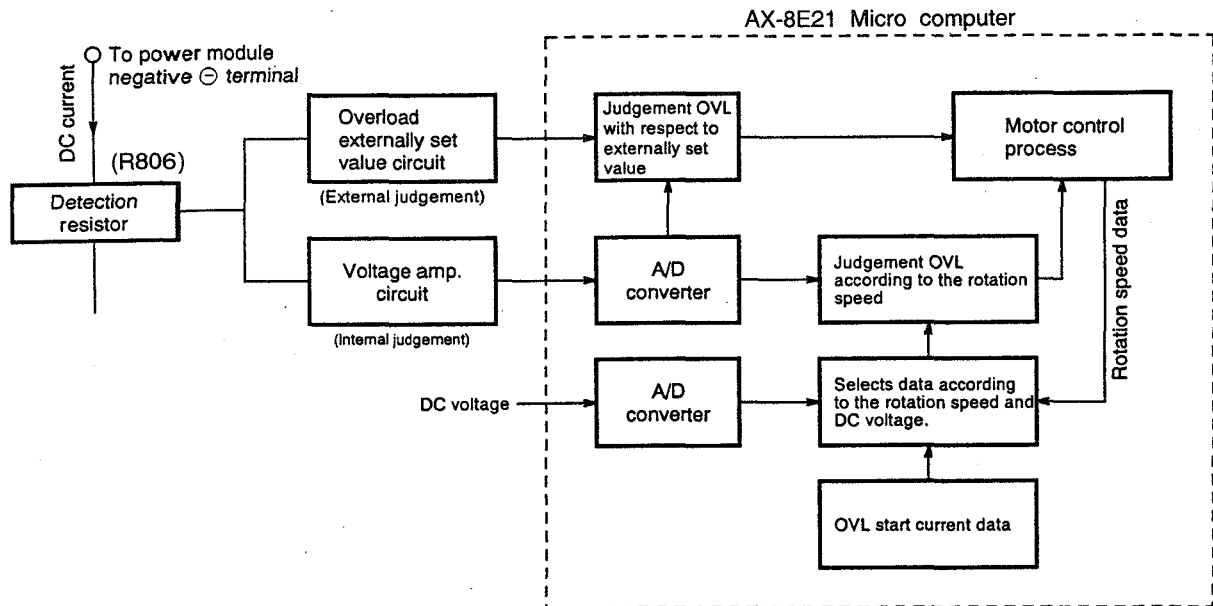 AX-8E21 Micro computer
To power module
negative ⊖ terminal
DC current
(R806)
Detection
resistor
Overload
externally set
value circuit
(External judgement)
Voltage amp.
circuit
(Internal judgement)
Judgement OVL
with respect to
externally set
value
Motor control
process
A/D
converter
Judgement OVL
according to the rotation
speed
Rotation speed data
DC voltage
A/D
converter
Selects data according
to the rotation speed and
DC voltage.
OVL start current data